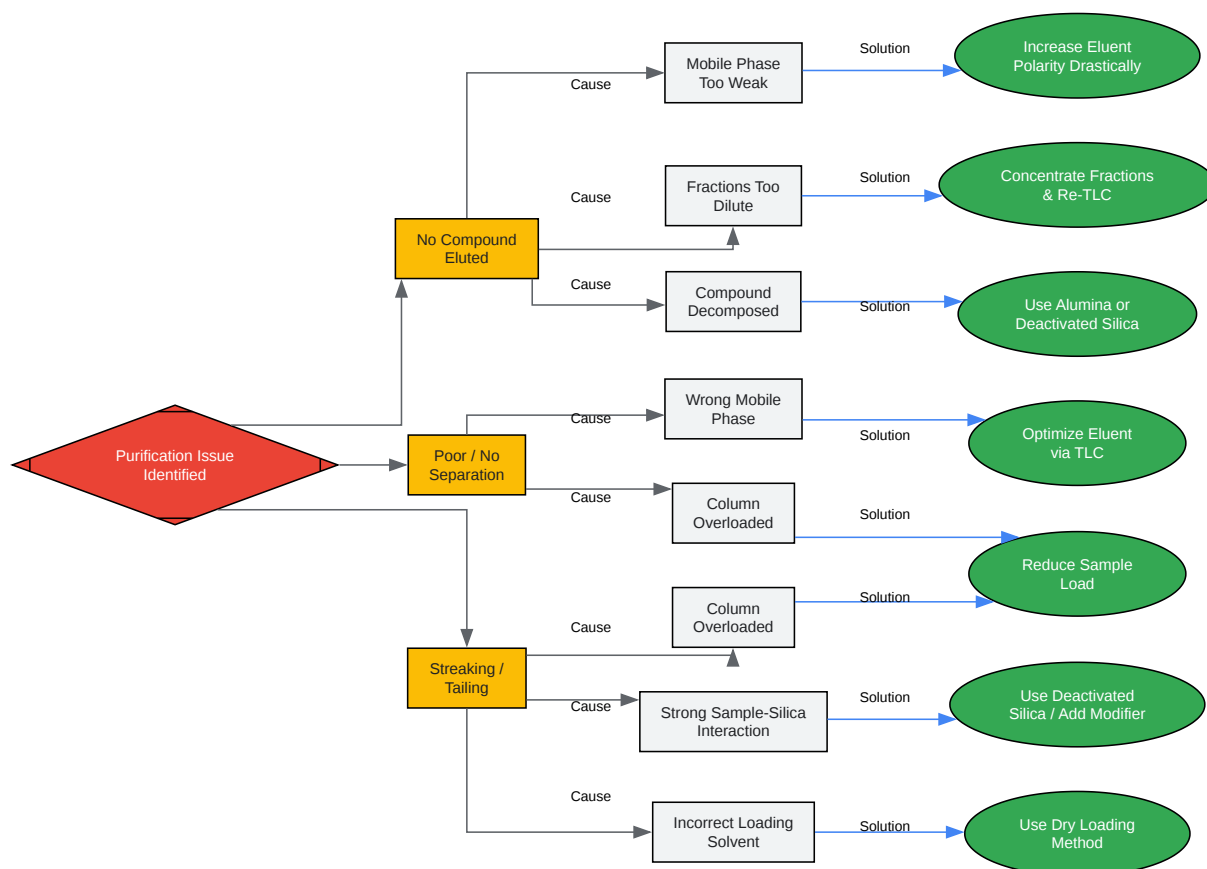 Mobile Phase
Too Weak
Cause
Solution
Increase Eluent
Polarity Drastically
Fractions Too
Dilute
Cause
Solution
Concentrate Fractions
& Re-TLC
No Compound
Eluted
Cause
Compound
Decomposed
Solution
Use Alumina or
Deactivated Silica
Purification Issue
Identified
Poor / No
Separation
Cause
Wrong Mobile
Phase
Solution
Optimize Eluent
via TLC
Cause
Column
Overloaded
Solution
Reduce Sample
Load
Streaking /
Tailing
Cause
Column
Overloaded
Solution
Cause
Strong Sample-Silica
Interaction
Solution
Use Deactivated
Silica / Add Modifier
Cause
Incorrect Loading
Solvent
Solution
Use Dry Loading
Method